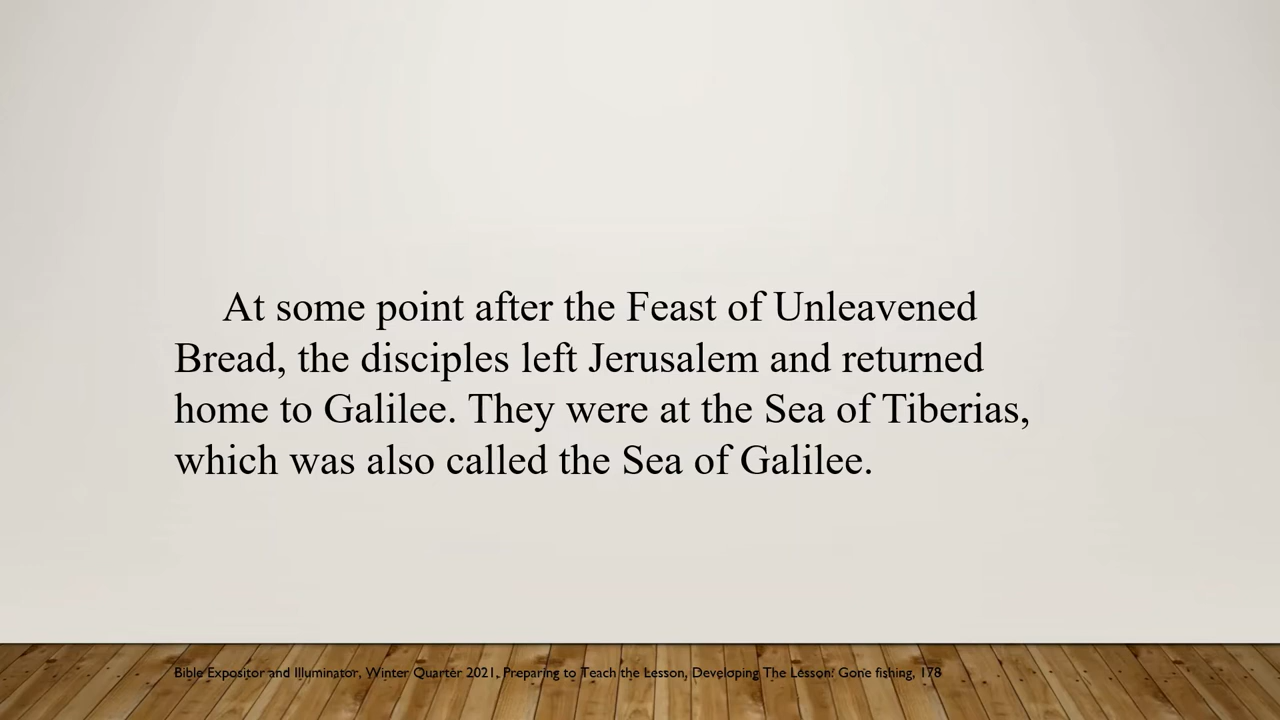 At some point after the Feast of Unleavened
Bread, the disciples left Jerusalem and returned
home to Galilee. They were at the Sea of Tiberias,
which was also called the Sea of Galilee.
Bible Expositor and Illuminator, Winter Quarter 2021, Preparing to Teach the Lesson, Developing The Lesson: Gone fishing, 178